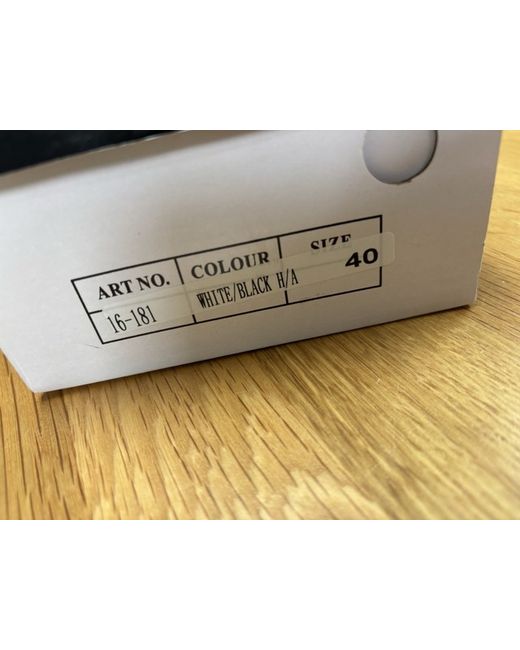 ART NO. COLOUR SIZE
16-181 WHITE/BLACK H/A 40